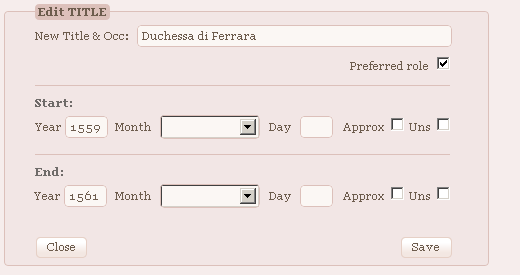 Edit TITLE
New Title & Occ: Duchessa di Ferrara
Preferred role
Start:
Year 1559 Month Day Approx Uns
End:
Year 1561 Month Day Approx Uns
Close Save